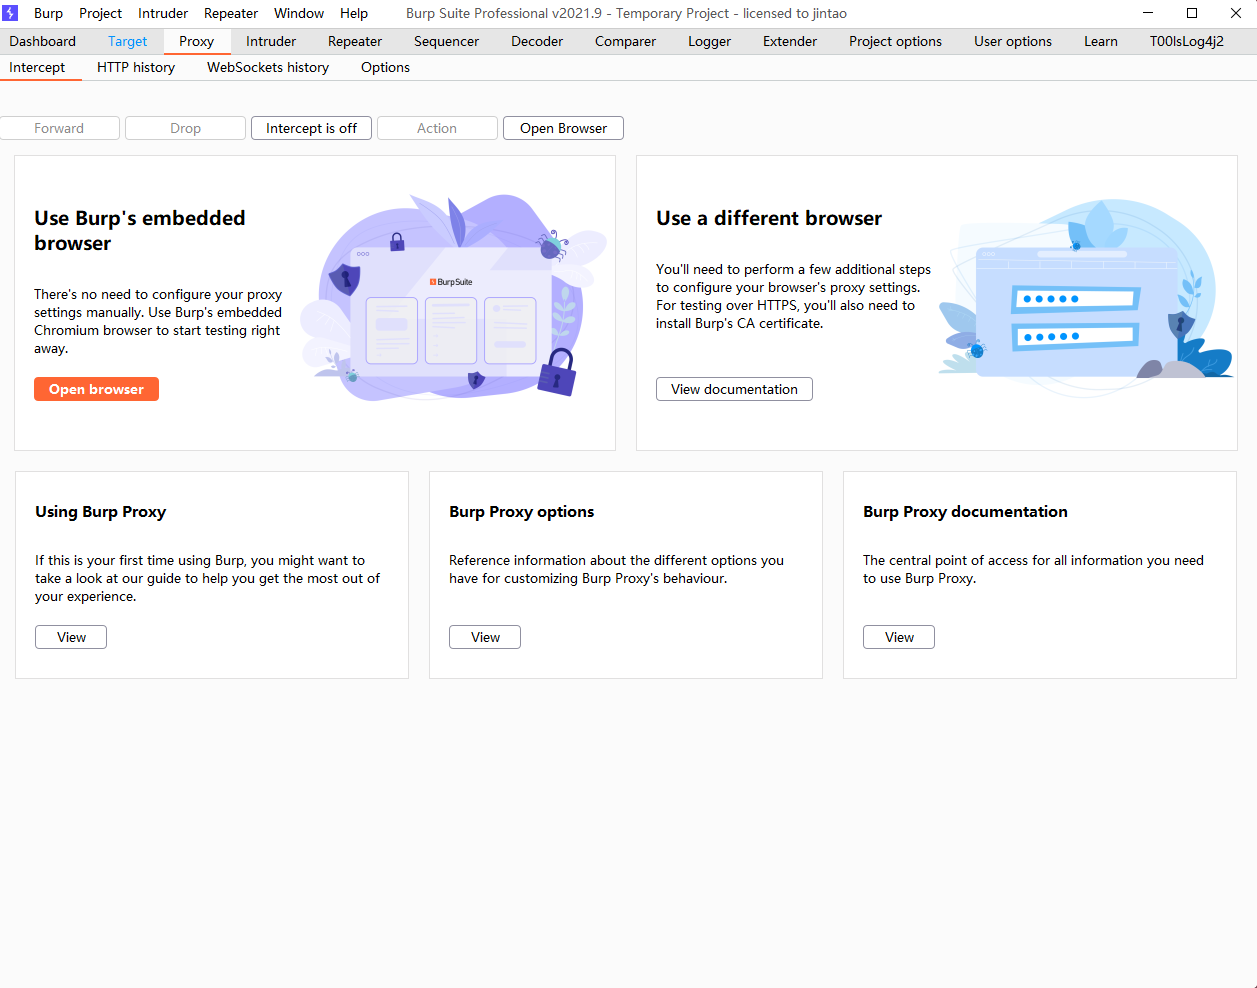 Burp Project Intruder Repeater Window Help Burp Suite Professional v2021.9 - Temporary Project - licensed to jintao
Dashboard Target Proxy Intruder Repeater Sequencer Decoder Comparer Logger Extender Project options User options Learn T00lsLog4j2
Intercept HTTP history WebSockets history Options
Forward Drop Intercept is off Action Open Browser
Use Burp's embedded
browser
There's no need to configure your proxy
settings manually. Use Burp's embedded
Chromium browser to start testing right
away.
Open browser
BurpSuite
Use a different browser
You'll need to perform a few additional steps
to configure your browser's proxy settings.
For testing over HTTPS, you'll also need to
install Burp's CA certificate.
View documentation
Using Burp Proxy
If this is your first time using Burp, you might want to
take a look at our guide to help you get the most out of
your experience.
View
Burp Proxy options
Reference information about the different options you
have for customizing Burp Proxy's behaviour.
View
Burp Proxy documentation
The central point of access for all information you need
to use Burp Proxy.
View